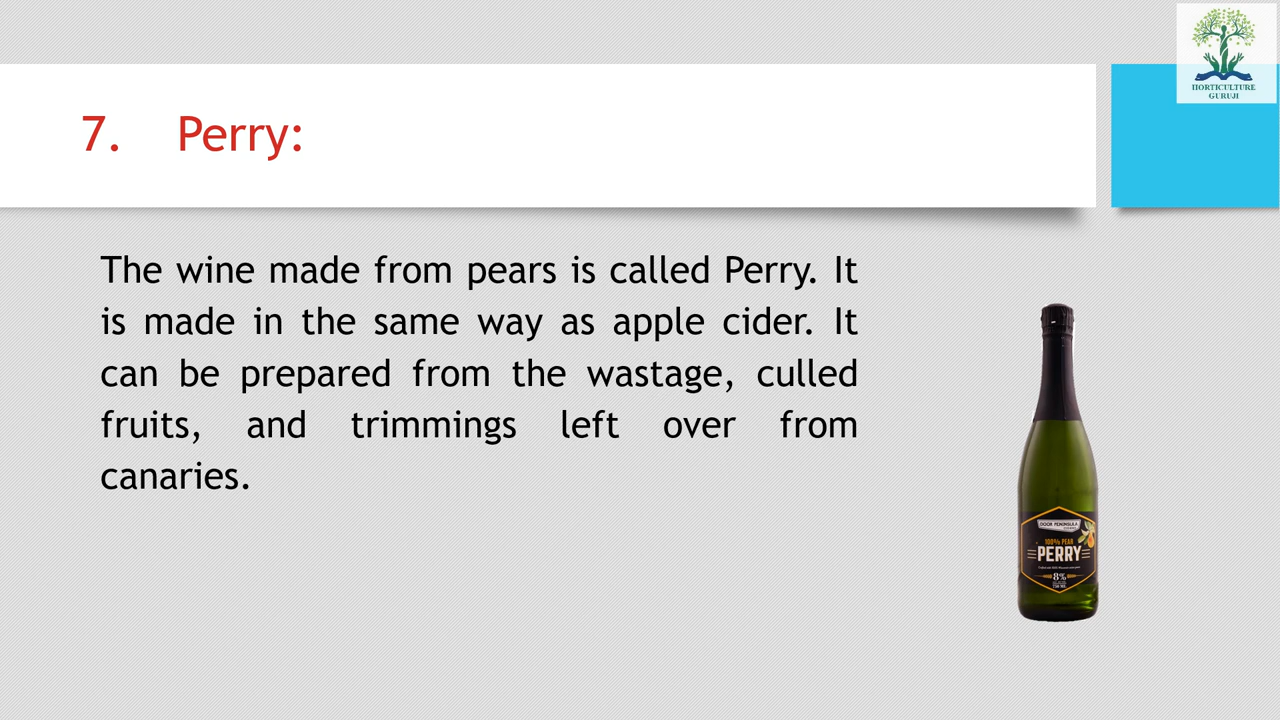 HORTICULTURE
GURUJI
7. Perry:
The wine made from pears is called Perry. It
is made in the same way as apple cider. It
can be prepared from the wastage, culled
fruits, and trimmings left over from
canaries.
DOOR PENINSULA
100% PEAR
PERRY
8%